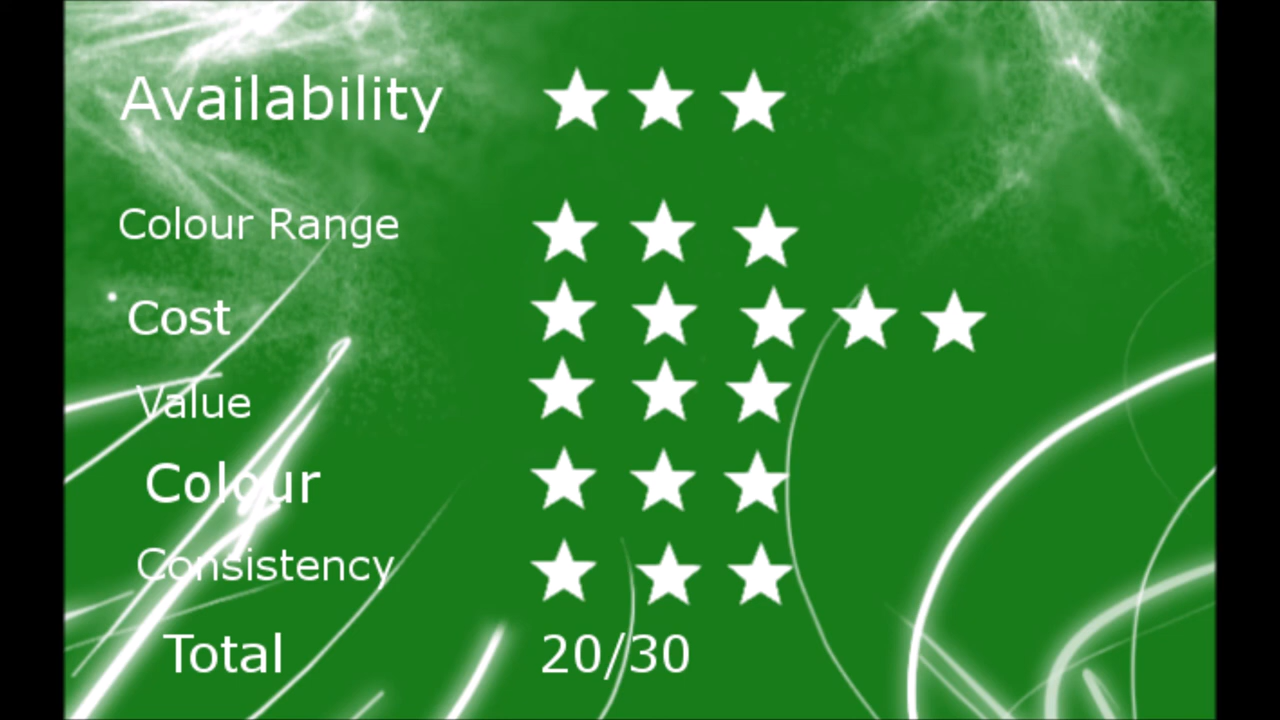 Availability
Colour Range
Cost
Value
Colour
Consistency
Total 20/30